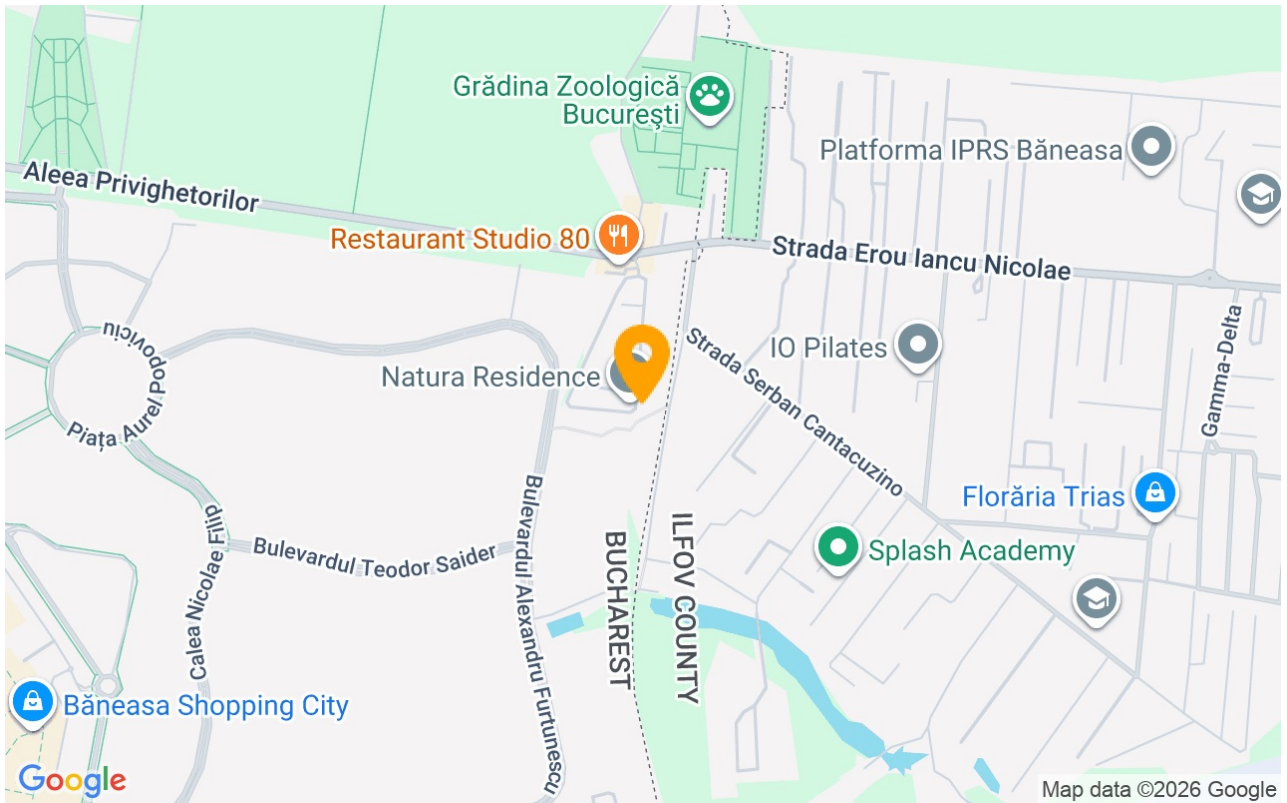 Grădina Zoologică
București
Platforma IPRS Băneasa
Aleea Privighetorilor
Restaurant Studio 80
Strada Erou Iancu Nicolae
Piața Aurel Popoviciu
Natura Residence
Strada Serban Cantacuzino
IO Pilates
Gamma-Delta
Florăria Trias
Calea Nicolae Filip
Bulevardul Teodor Saider
Bulevardul Alexandru Furtunescu
BUCHAREST
ILFOV COUNTY
Splash Academy
Băneasa Shopping City
Google
Map data ©2026 Google